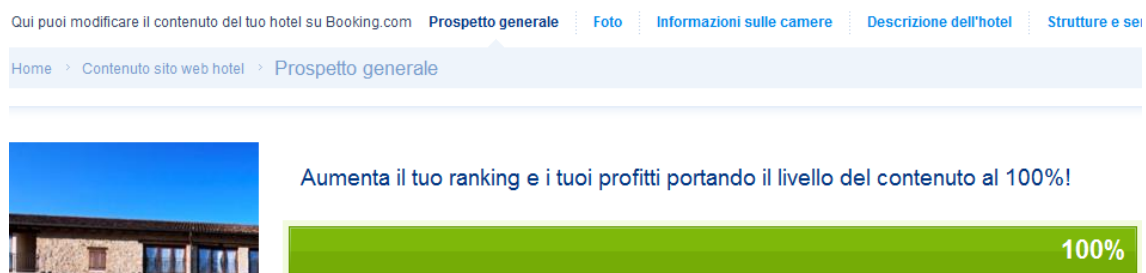 Qui puoi modificare il contenuto del tuo hotel su Booking.com Prospetto generale Foto Informazioni sulle camere Descrizione dell'hotel Strutture e ser
Home > Contenuto sito web hotel > Prospetto generale
Aumenta il tuo ranking e i tuoi profitti portando il livello del contenuto al 100%!
100%